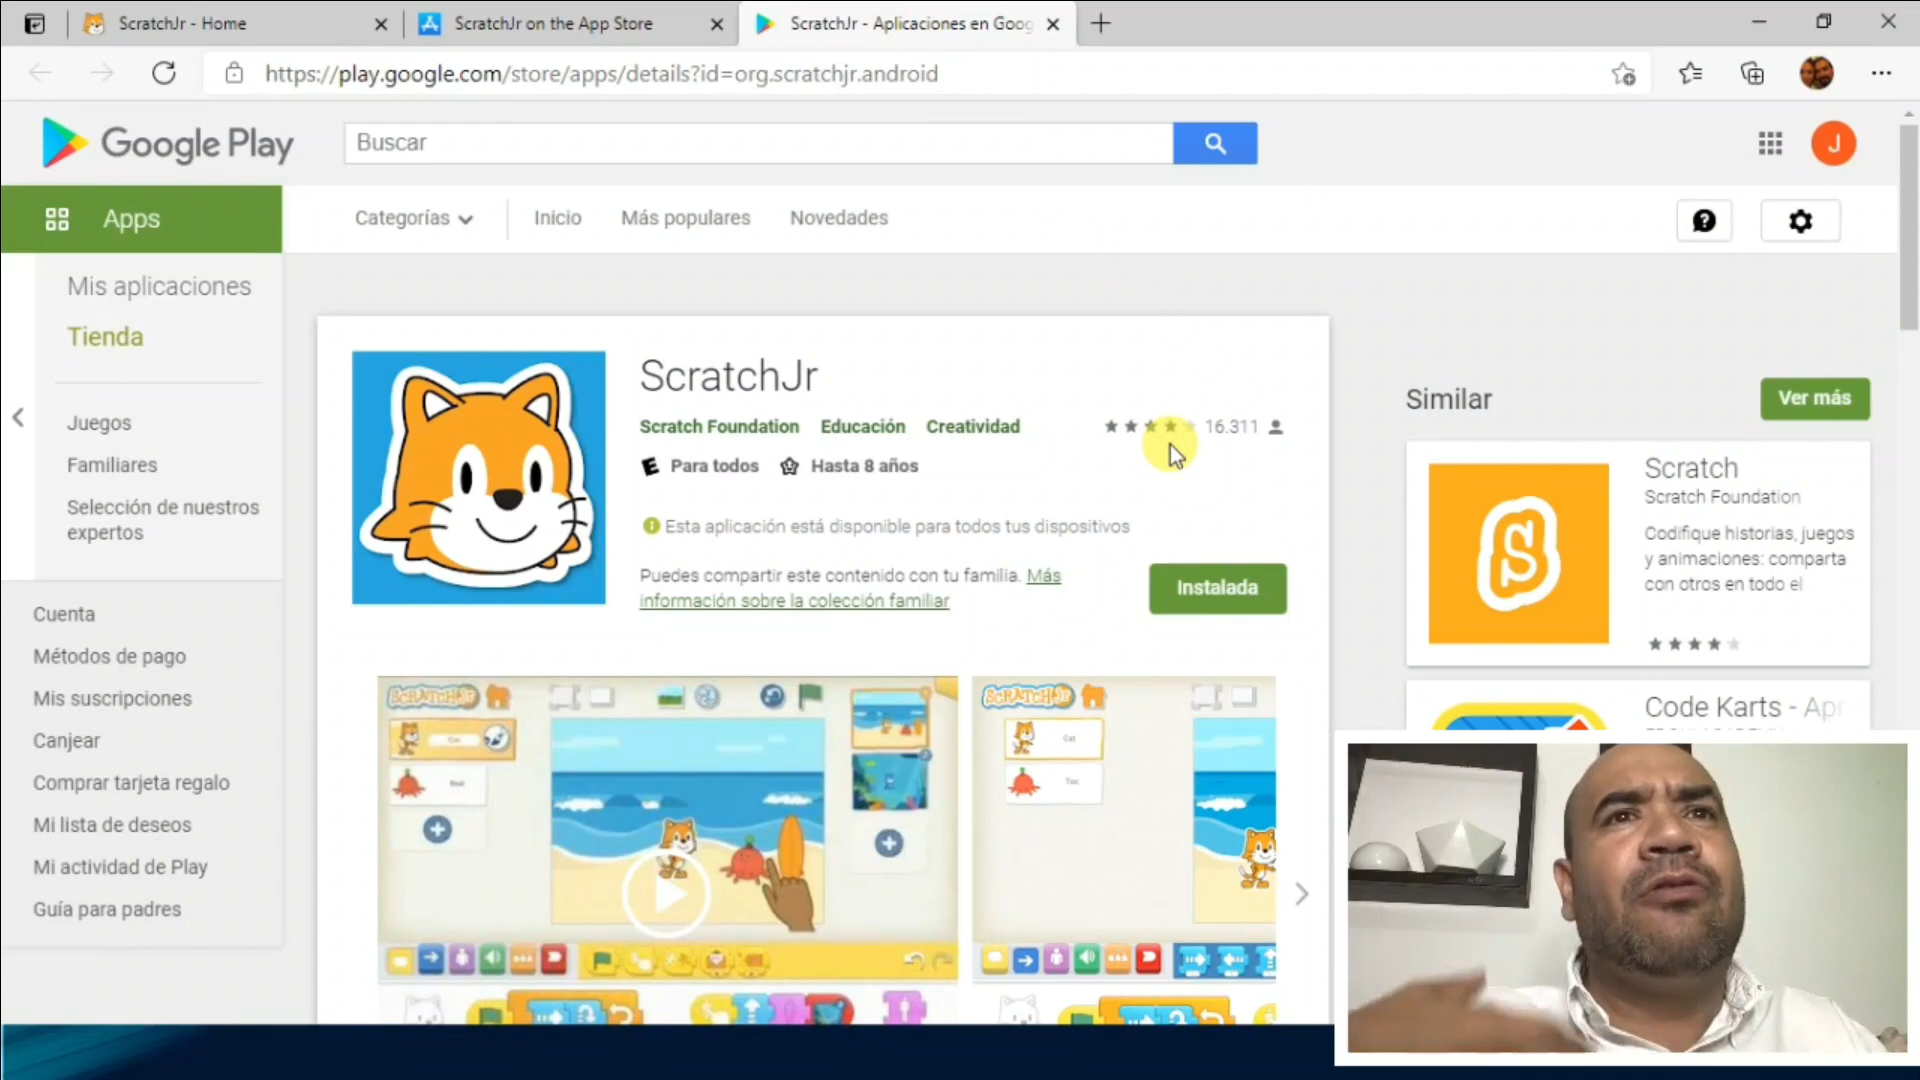 ScratchJr - Home
ScratchJr on the App Store
ScratchJr - Aplicaciones en Goog
https://play.google.com/store/apps/details?id=org.scratchjr.android
Google Play
Buscar
J
Apps
Categorías
Inicio
Más populares
Novedades
Mis aplicaciones
Tienda
Juegos
Familiares
Selección de nuestros
expertos
Cuenta
Métodos de pago
Mis suscripciones
Canjear
Comprar tarjeta regalo
Mi lista de deseos
Mi actividad de Play
Guía para padres
ScratchJr
Scratch Foundation Educación Creatividad
16.311
E Para todos Hasta 8 años
Esta aplicación está disponible para todos tus dispositivos
Puedes compartir este contenido con tu familia. Más
información sobre la colección familiar
Instalada
SCRATCHJR
Cat
SCRATCHJR
Cat
Similar
Ver más
S
Scratch
Scratch Foundation
Codifique historias, juegos
y animaciones: comparta
con otros en todo el
Code Karts - Apr